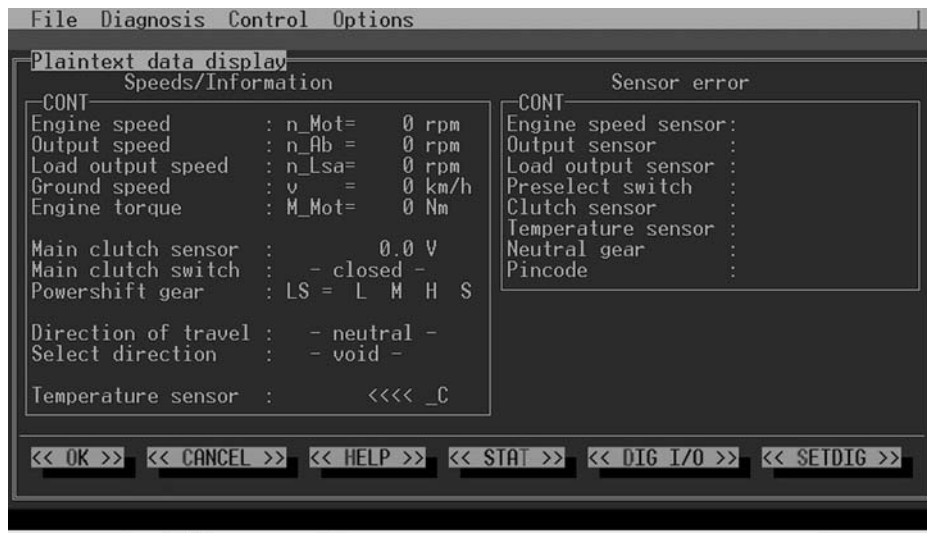 File Diagnosis Control Options
Plaintext data display
Speeds/Information
CONT
Engine speed : n_Mot= 0 rpm
Output speed : n_Ab = 0 rpm
Load output speed : n_Lsa= 0 rpm
Ground speed : v = 0 km/h
Engine torque : M_Mot= 0 Nm
Main clutch sensor : 0.0 V
Main clutch switch : - closed -
Powershift gear : LS = L M H S
Direction of travel : - neutral -
Select direction : - void -
Temperature sensor : <<<< _C
Sensor error
CONT
Engine speed sensor:
Output sensor :
Load output sensor :
Preselect switch :
Clutch sensor :
Temperature sensor :
Neutral gear :
Pincode :
<< OK >> << CANCEL >> << HELP >> << STAT >> << DIG I/O >> << SETDIG >>